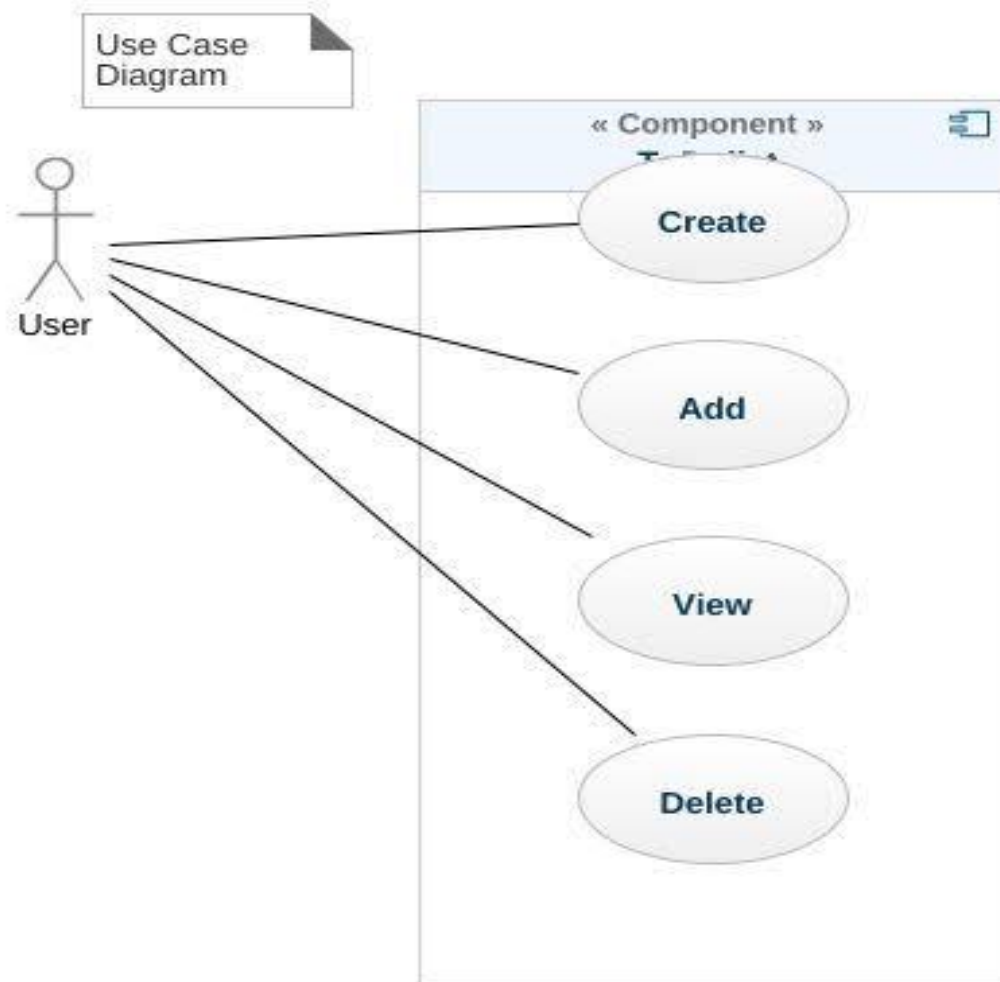 Use Case
Diagram
« Component »
Create
User
Add
View
Delete